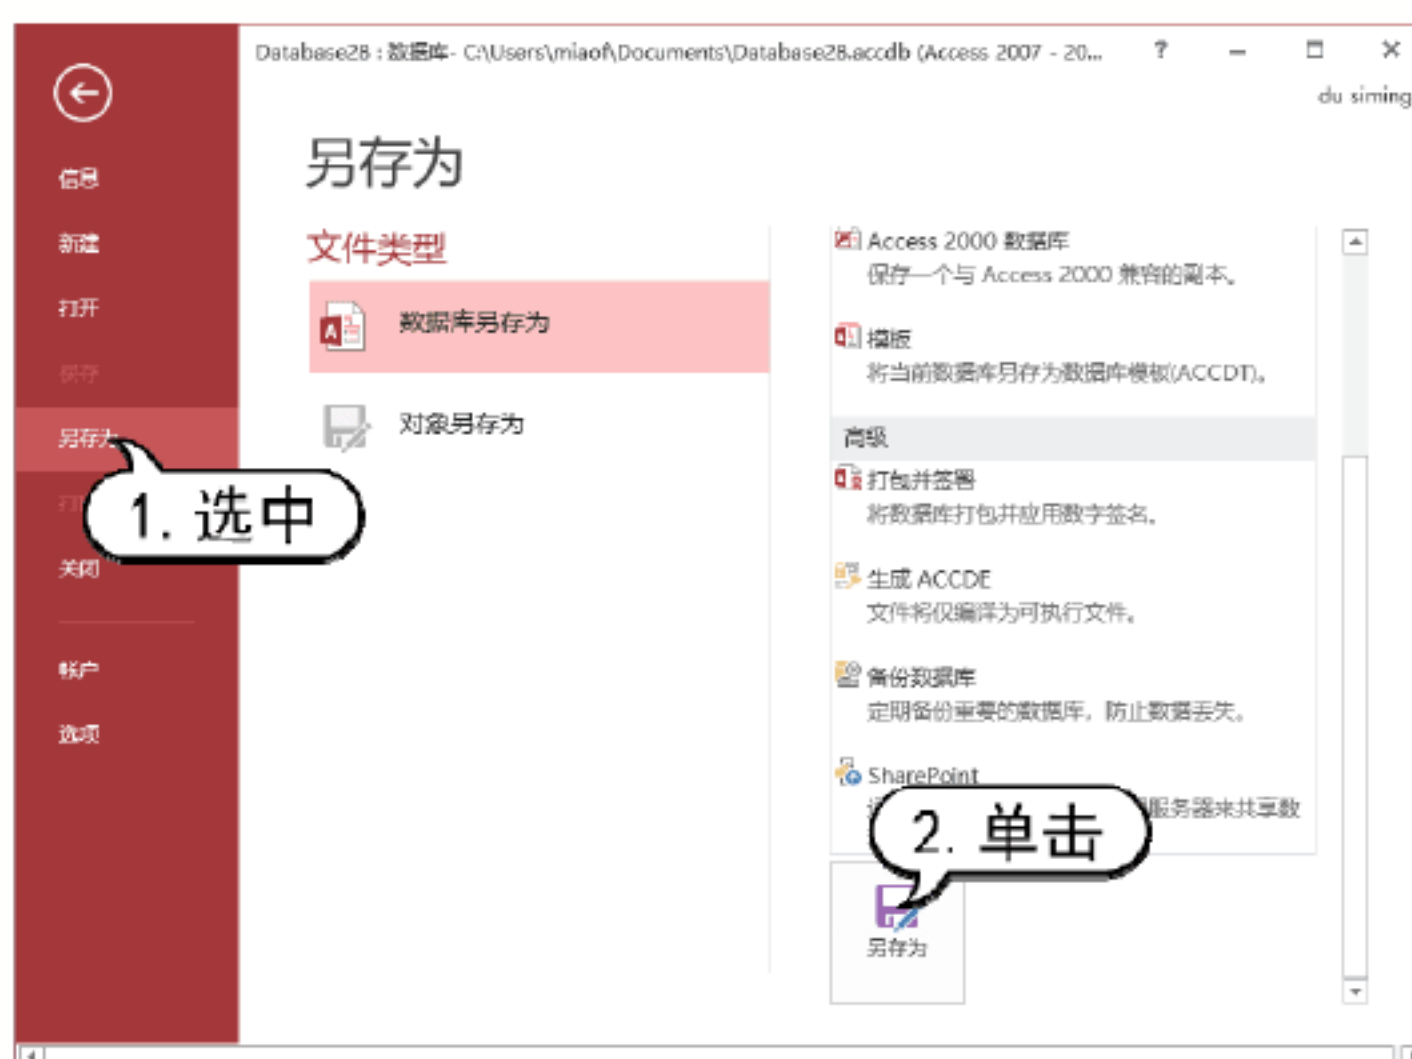 Database28 : 数据库- C:\Users\miaof\Documents\Database28.accdb (Access 2007 - 20... ?
du siming
信息
新建
打开
保存
另存为
关闭
帐户
选项
另存为
文件类型
数据库另存为
对象另存为
Access 2000 数据库
保存一个与 Access 2000 兼容的副本。
模板
将当前数据库另存为数据库模板(ACCDT)。
高级
打包并签署
将数据库打包并应用数字签名。
生成 ACCDE
文件将仅编译为可执行文件。
备份数据库
定期备份重要的数据库，防止数据丢失。
SharePoint
服务器来共享数
另存为
1. 选中
2. 单击